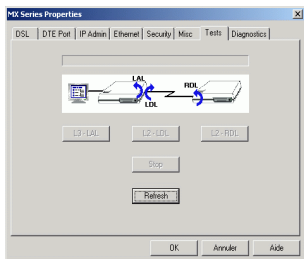 MX Series Properties
DSL DTE Port IP Admin Ethernet Security Misc Tests Diagnostics
LAL RDL
LDL
L3-LAL L2-LDL L2-RDL
Stop
Refresh
OK Annuler Aide